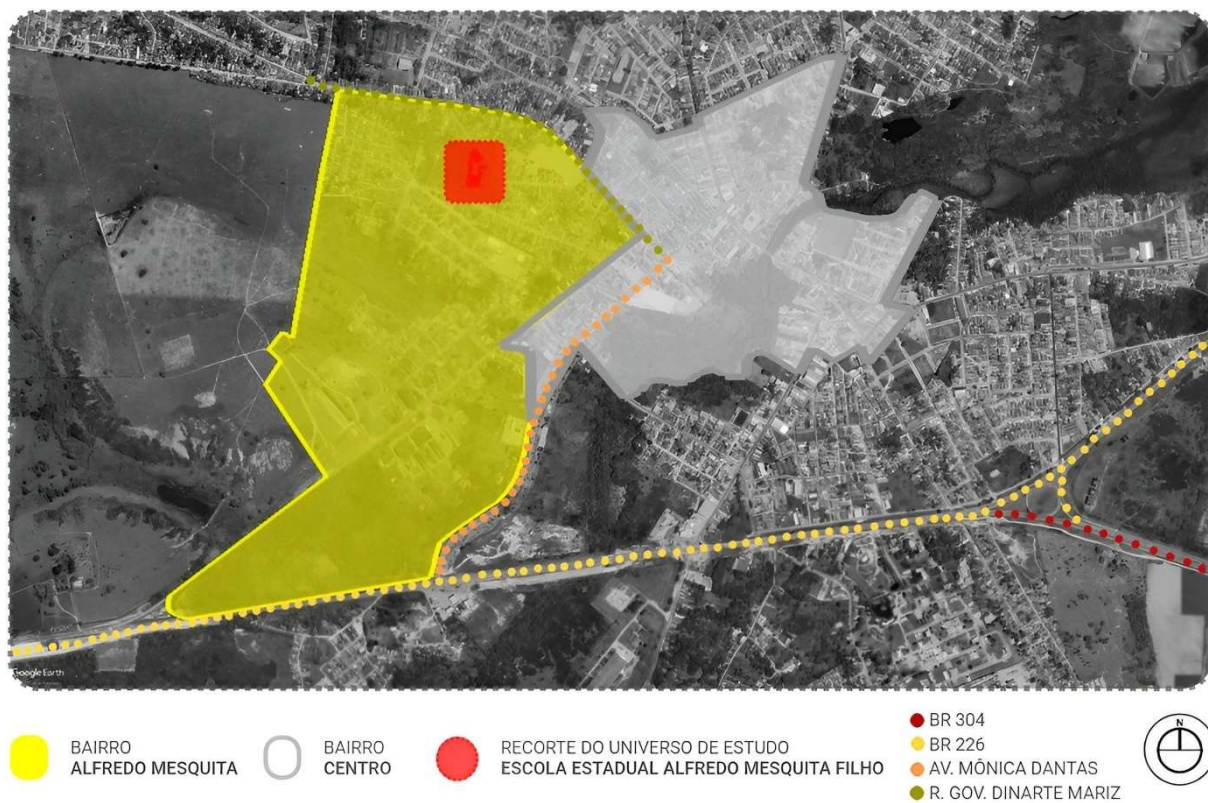 Google Earth
BAIRRO
ALFREDO MESQUITA
BAIRRO
CENTRO
RECORTE DO UNIVERSO DE ESTUDO
ESCOLA ESTADUAL ALFREDO MESQUITA FILHO
BR 304
BR 226
AV. MÔNICA DANTAS
R. GOV. DINARTE MARIZ
N